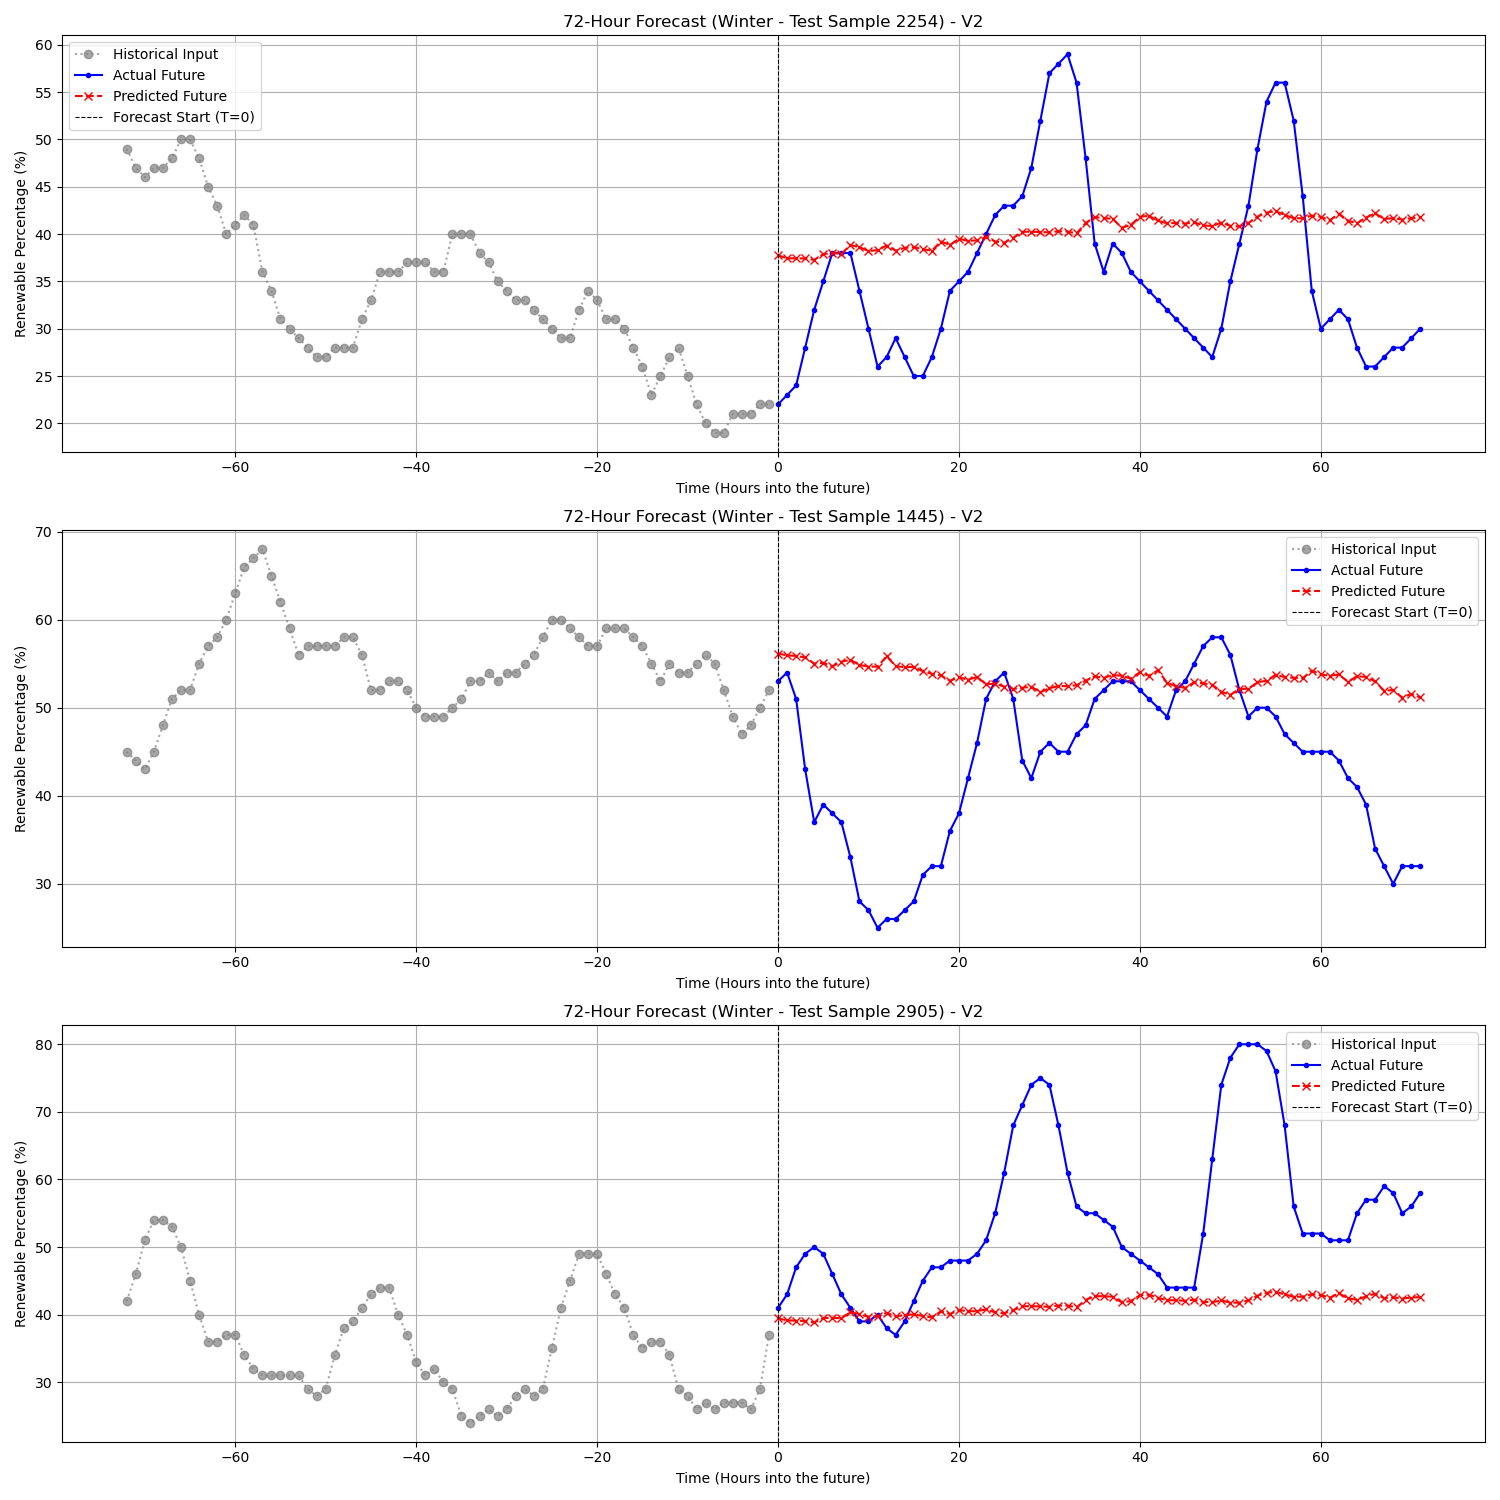 72-Hour Forecast (Winter - Test Sample 2254) - V2
Historical Input
Actual Future
Predicted Future
Forecast Start (T=0)
Renewable Percentage (%)
60
55
50
45
40
35
30
25
20
−60
−40
−20
0
20
40
60
Time (Hours into the future)
72-Hour Forecast (Winter - Test Sample 1445) - V2
Historical Input
Actual Future
Predicted Future
Forecast Start (T=0)
Renewable Percentage (%)
70
60
50
40
30
−60
−40
−20
0
20
40
60
Time (Hours into the future)
72-Hour Forecast (Winter - Test Sample 2905) - V2
Historical Input
Actual Future
Predicted Future
Forecast Start (T=0)
Renewable Percentage (%)
80
70
60
50
40
30
−60
−40
−20
0
20
40
60
Time (Hours into the future)